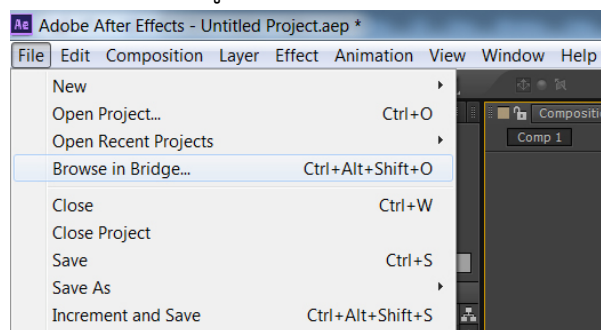 Adobe After Effects - Untitled Project.aep *
File Edit Composition Layer Effect Animation View Window Help
New
Open Project... Ctrl+O
Compositi
Open Recent Projects
Comp 1
Browse in Bridge... Ctrl+Alt+Shift+O
Close Ctrl+W
Close Project
Save Ctrl+S
Save As
Increment and Save Ctrl+Alt+Shift+S